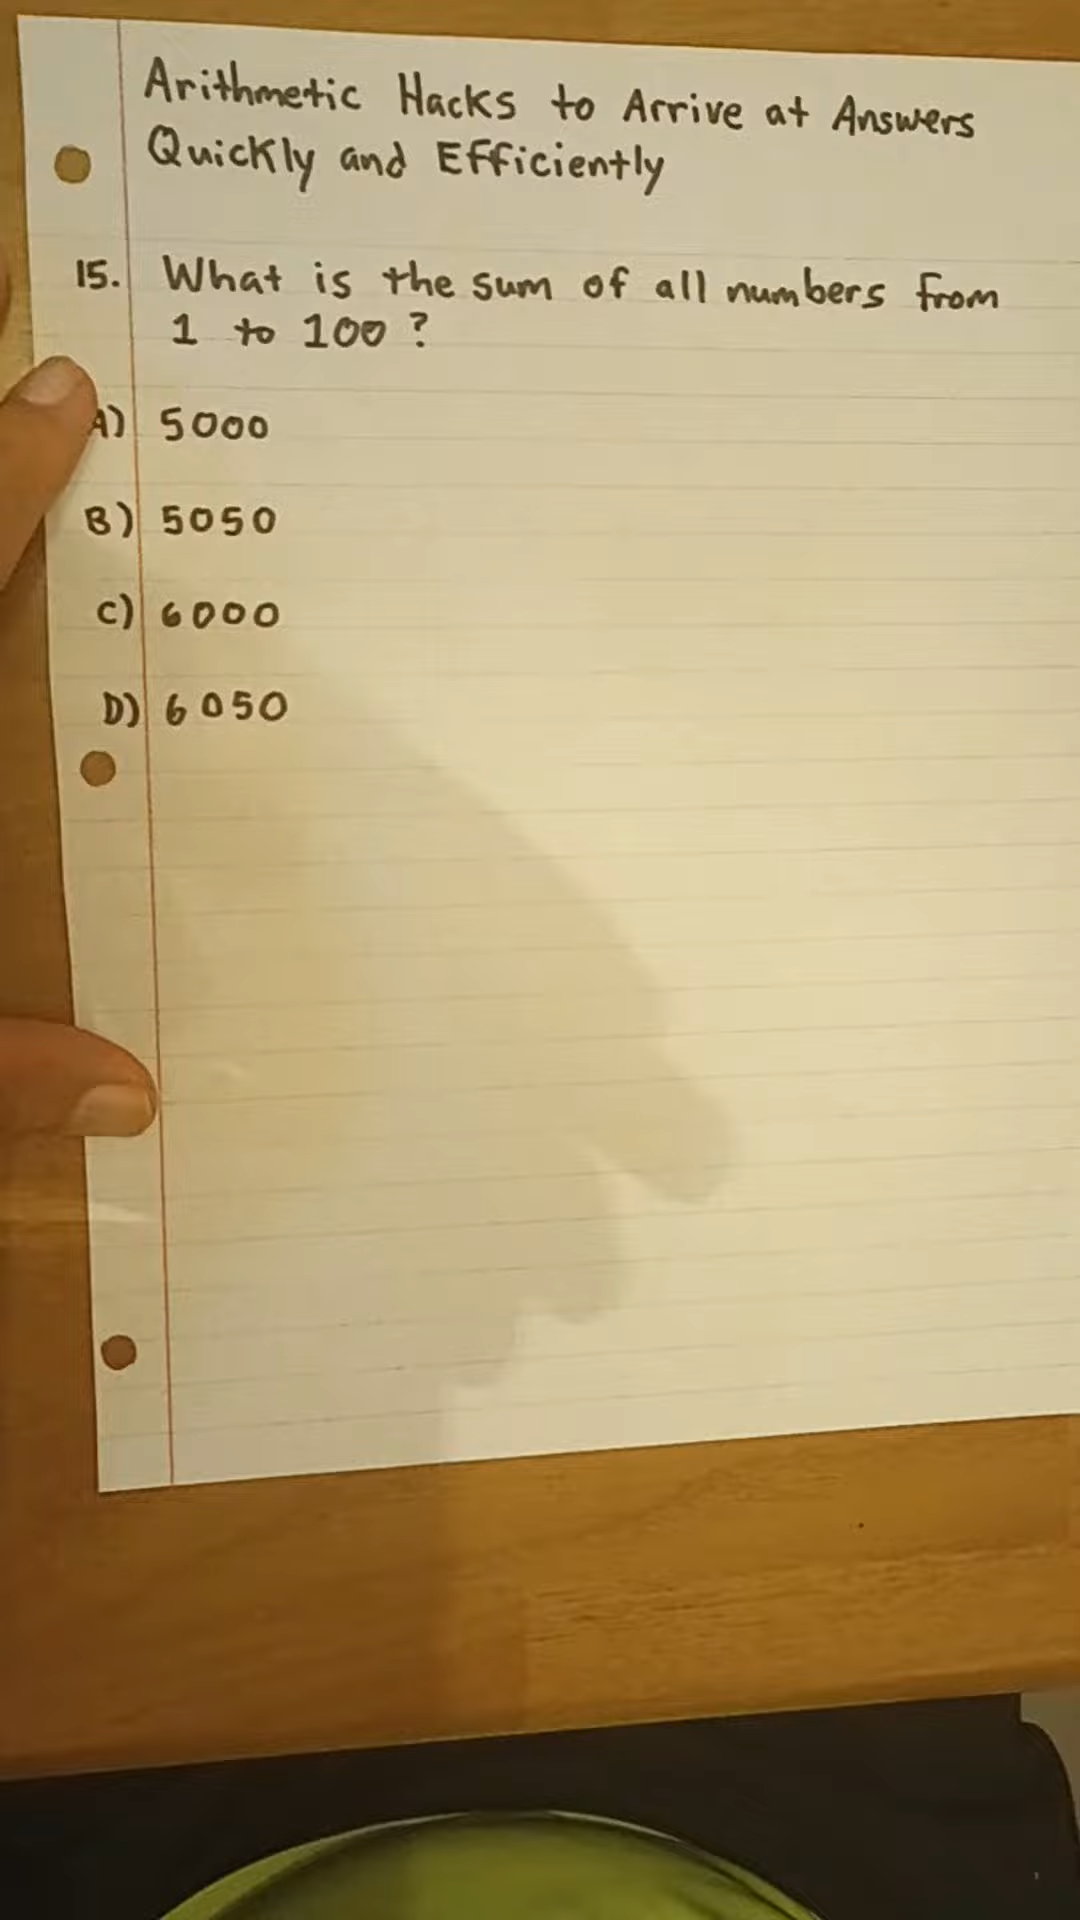 Arithmetic Hacks to Arrive at Answers
Quickly and Efficiently
15. What is the sum of all numbers from
1 to 100?
A) 5000
B) 5050
C) 6000
D) 6050